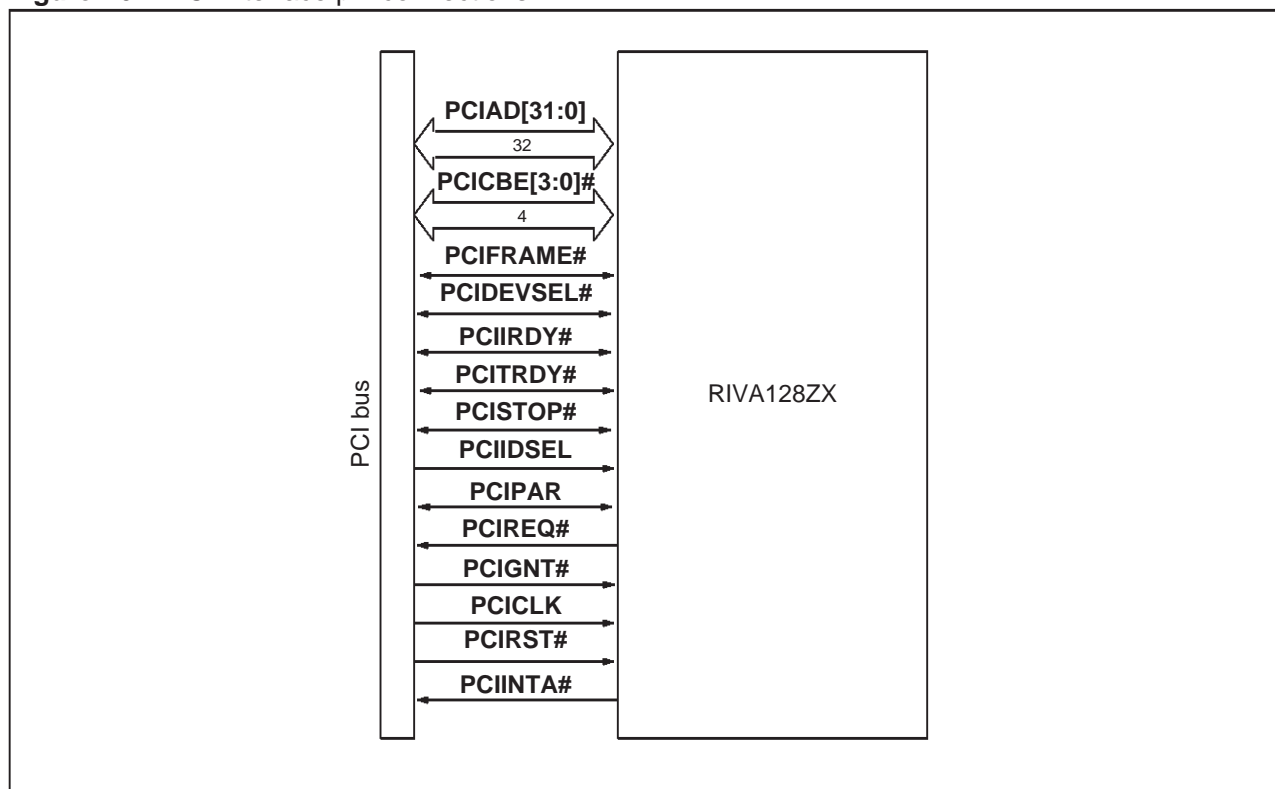 PCIAD[31:0]
32
PCICBE[3:0]#
4
PCIFRAME#
PCIDEVSEL#
PCIIRDY#
PCITRDY#
PCISTOP#
PCIIDSEL
PCIPAR
PCIREQ#
PCIGNT#
PCICLK
PCIRST#
PCIINTA#
PCI bus
RIVA128ZX